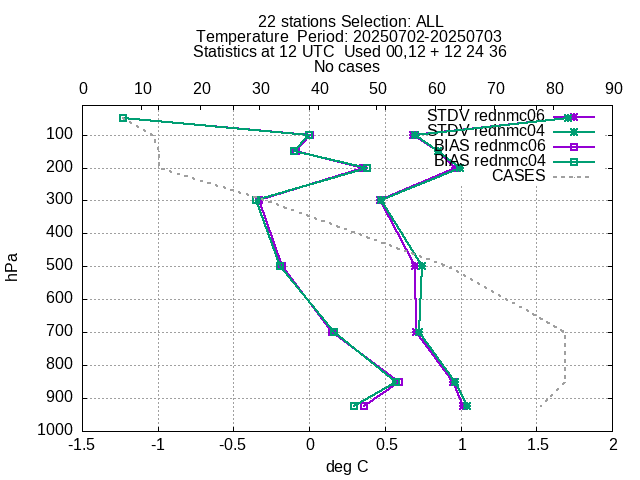 22 stations Selection: ALL
Temperature  Period: 20250702-20250703
Statistics at 12 UTC  Used 00,12 + 12 24 36
No cases
0 10 20 30 40 50 60 70 80 90
STDV rednmc06
STDV rednmc04
BIAS rednmc06
BIAS rednmc04
CASES
hPa
100
200
300
400
500
600
700
800
900
1000
-1.5 -1 -0.5 0 0.5 1 1.5 2
deg C